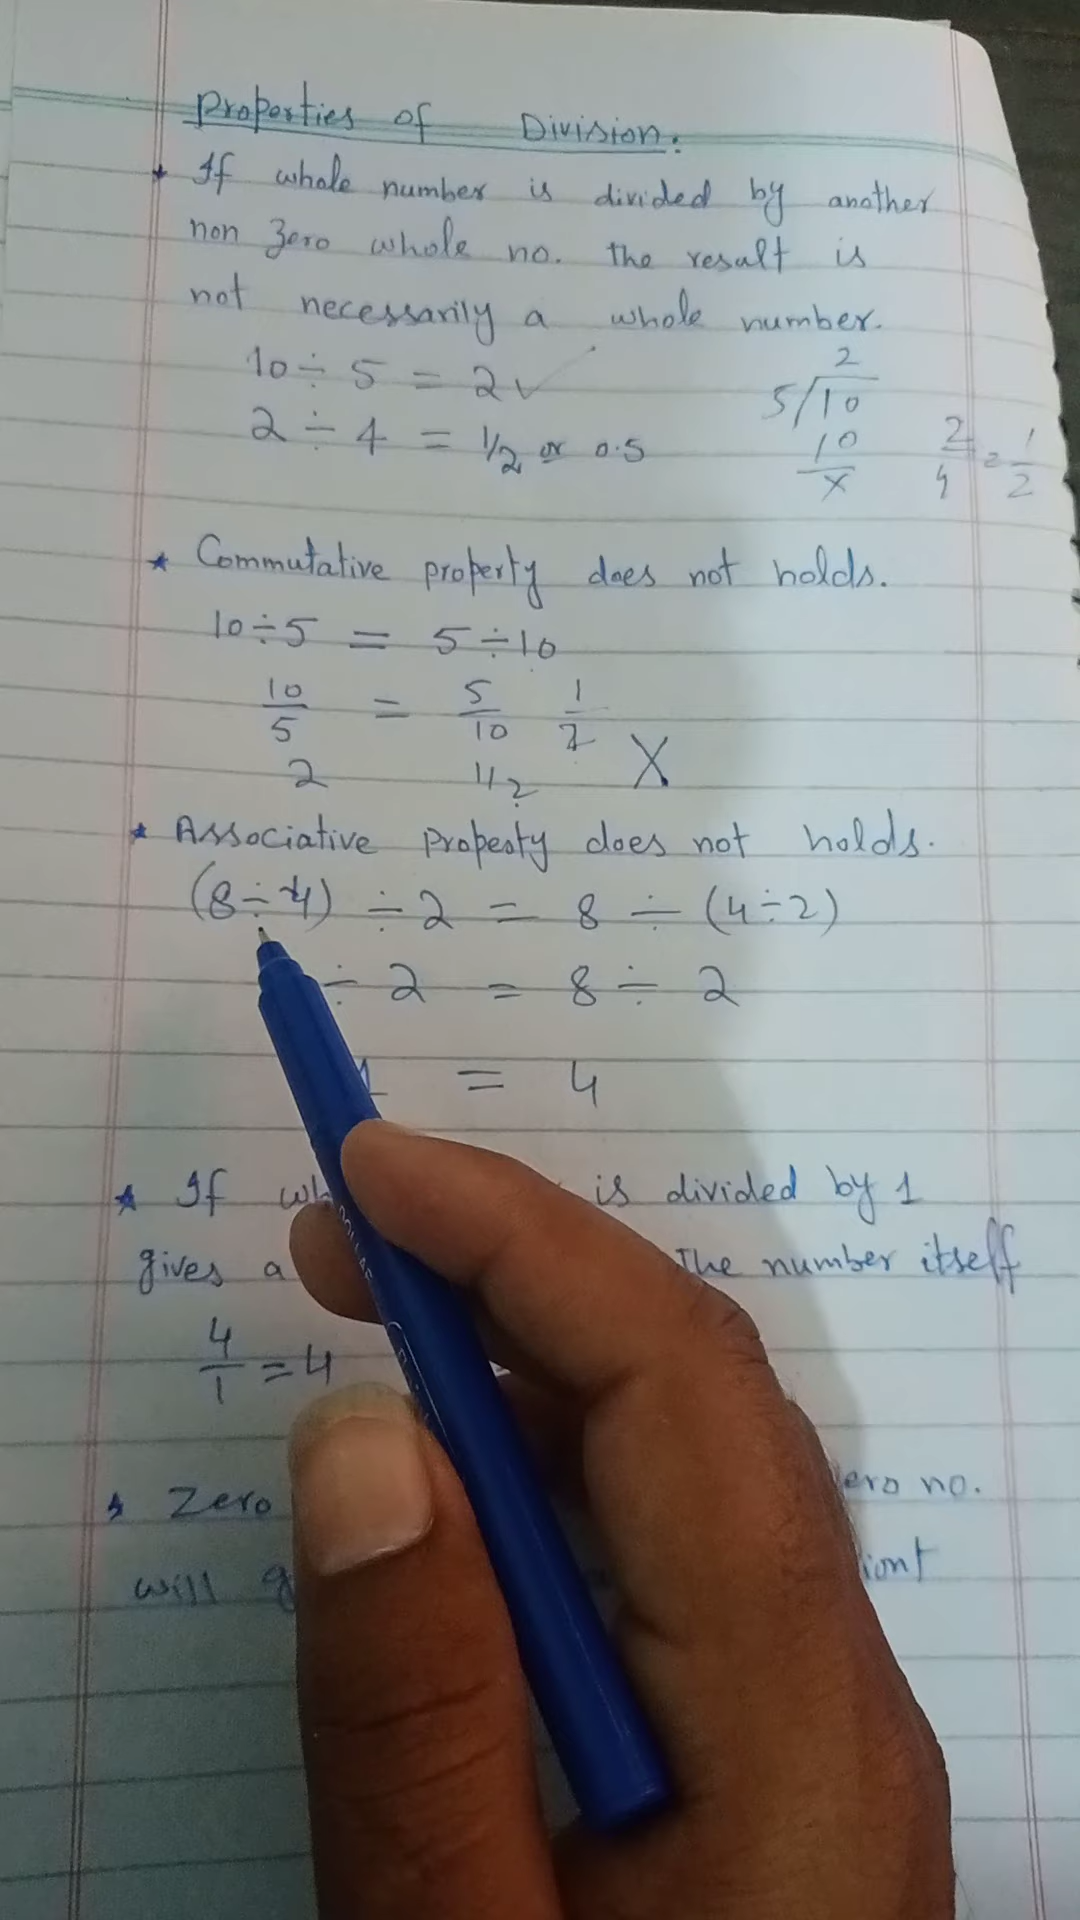 Properties of Division.
* If whole number is divided by another
non zero whole no. the result is
not necessarily a whole number.
10 ÷ 5 = 2 ✓
2 ÷ 4 = 1/2 or 0.5
2
5/10
10
x
2/4 = 1/2
* Commutative property does not holds.
10÷5 = 5÷10
10/5 = 5/10 1/2
2 1/2 X
* Associative property does not holds.
(8÷4) ÷ 2 = 8 ÷ (4÷2)
÷ 2 = 8 ÷ 2
1 = 4
* If is divided by 1
gives a the number itself
4/1 = 4
* Zero no.
will